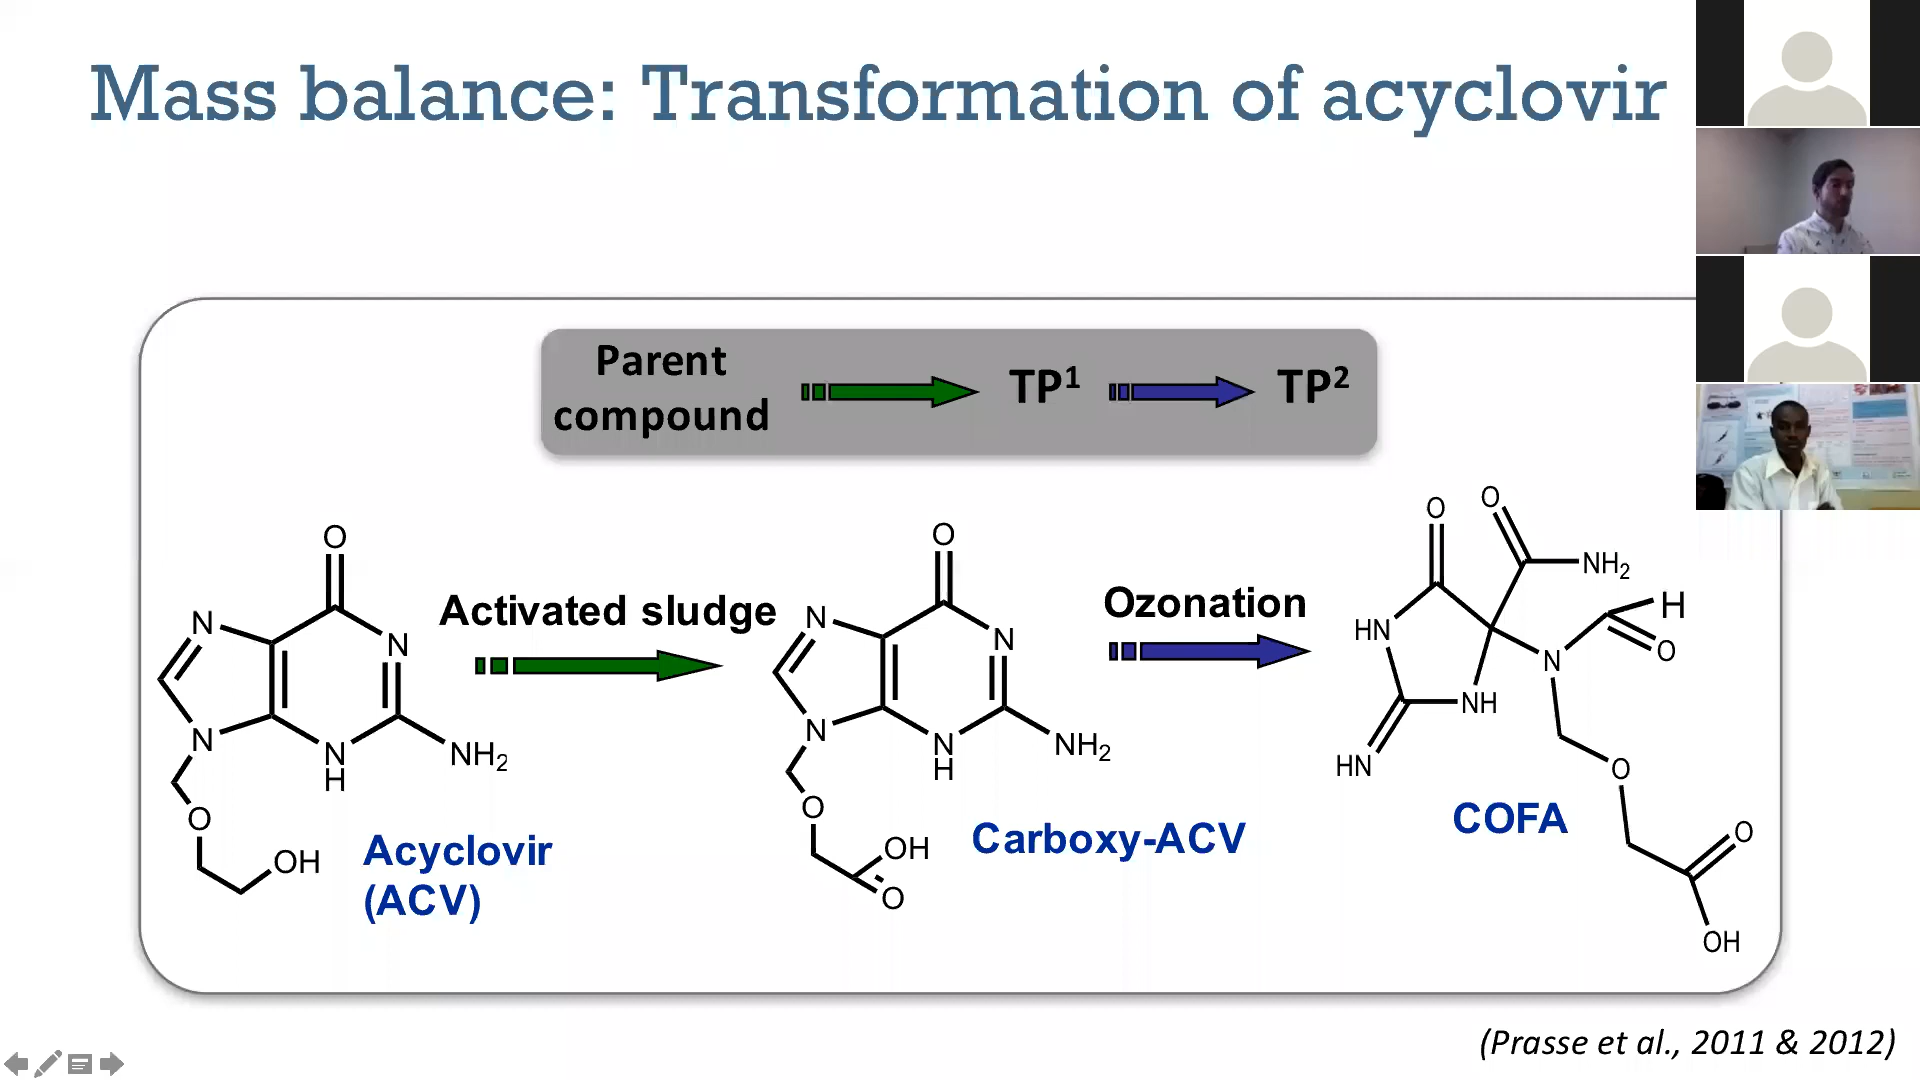 Mass balance: Transformation of acyclovir
Parent
compound
TP¹
TP²
Activated sludge
Ozonation
O
N
N
N
N
H
NH₂
O
OH
Acyclovir
(ACV)
O
N
N
N
N
H
NH₂
O
OH
O
Carboxy-ACV
O
O
NH₂
HN
H
O
N
NH
HN
O
COFA
O
OH
(Prasse et al., 2011 & 2012)